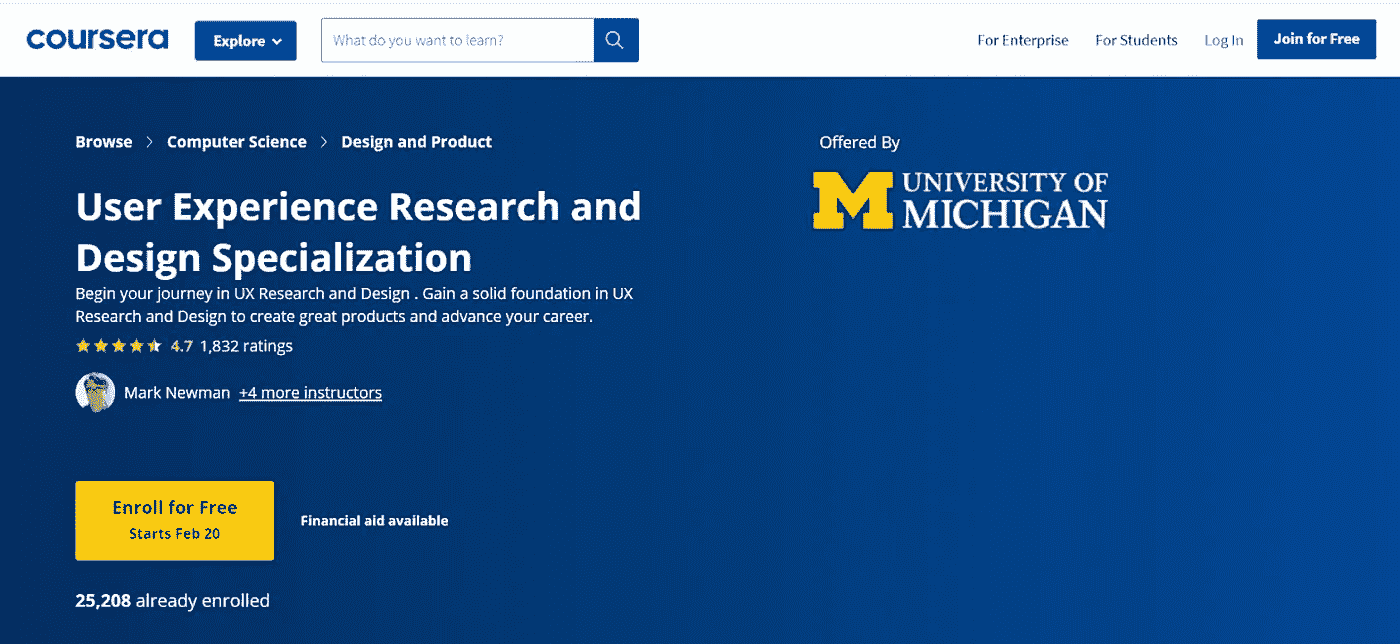 coursera
Explore
What do you want to learn?
For Enterprise
For Students
Log In
Join for Free
Browse > Computer Science > Design and Product
Offered By
M UNIVERSITY OF
MICHIGAN
User Experience Research and
Design Specialization
Begin your journey in UX Research and Design . Gain a solid foundation in UX
Research and Design to create great products and advance your career.
4.7 1,832 ratings
Mark Newman +4 more instructors
Enroll for Free
Starts Feb 20
Financial aid available
25,208 already enrolled